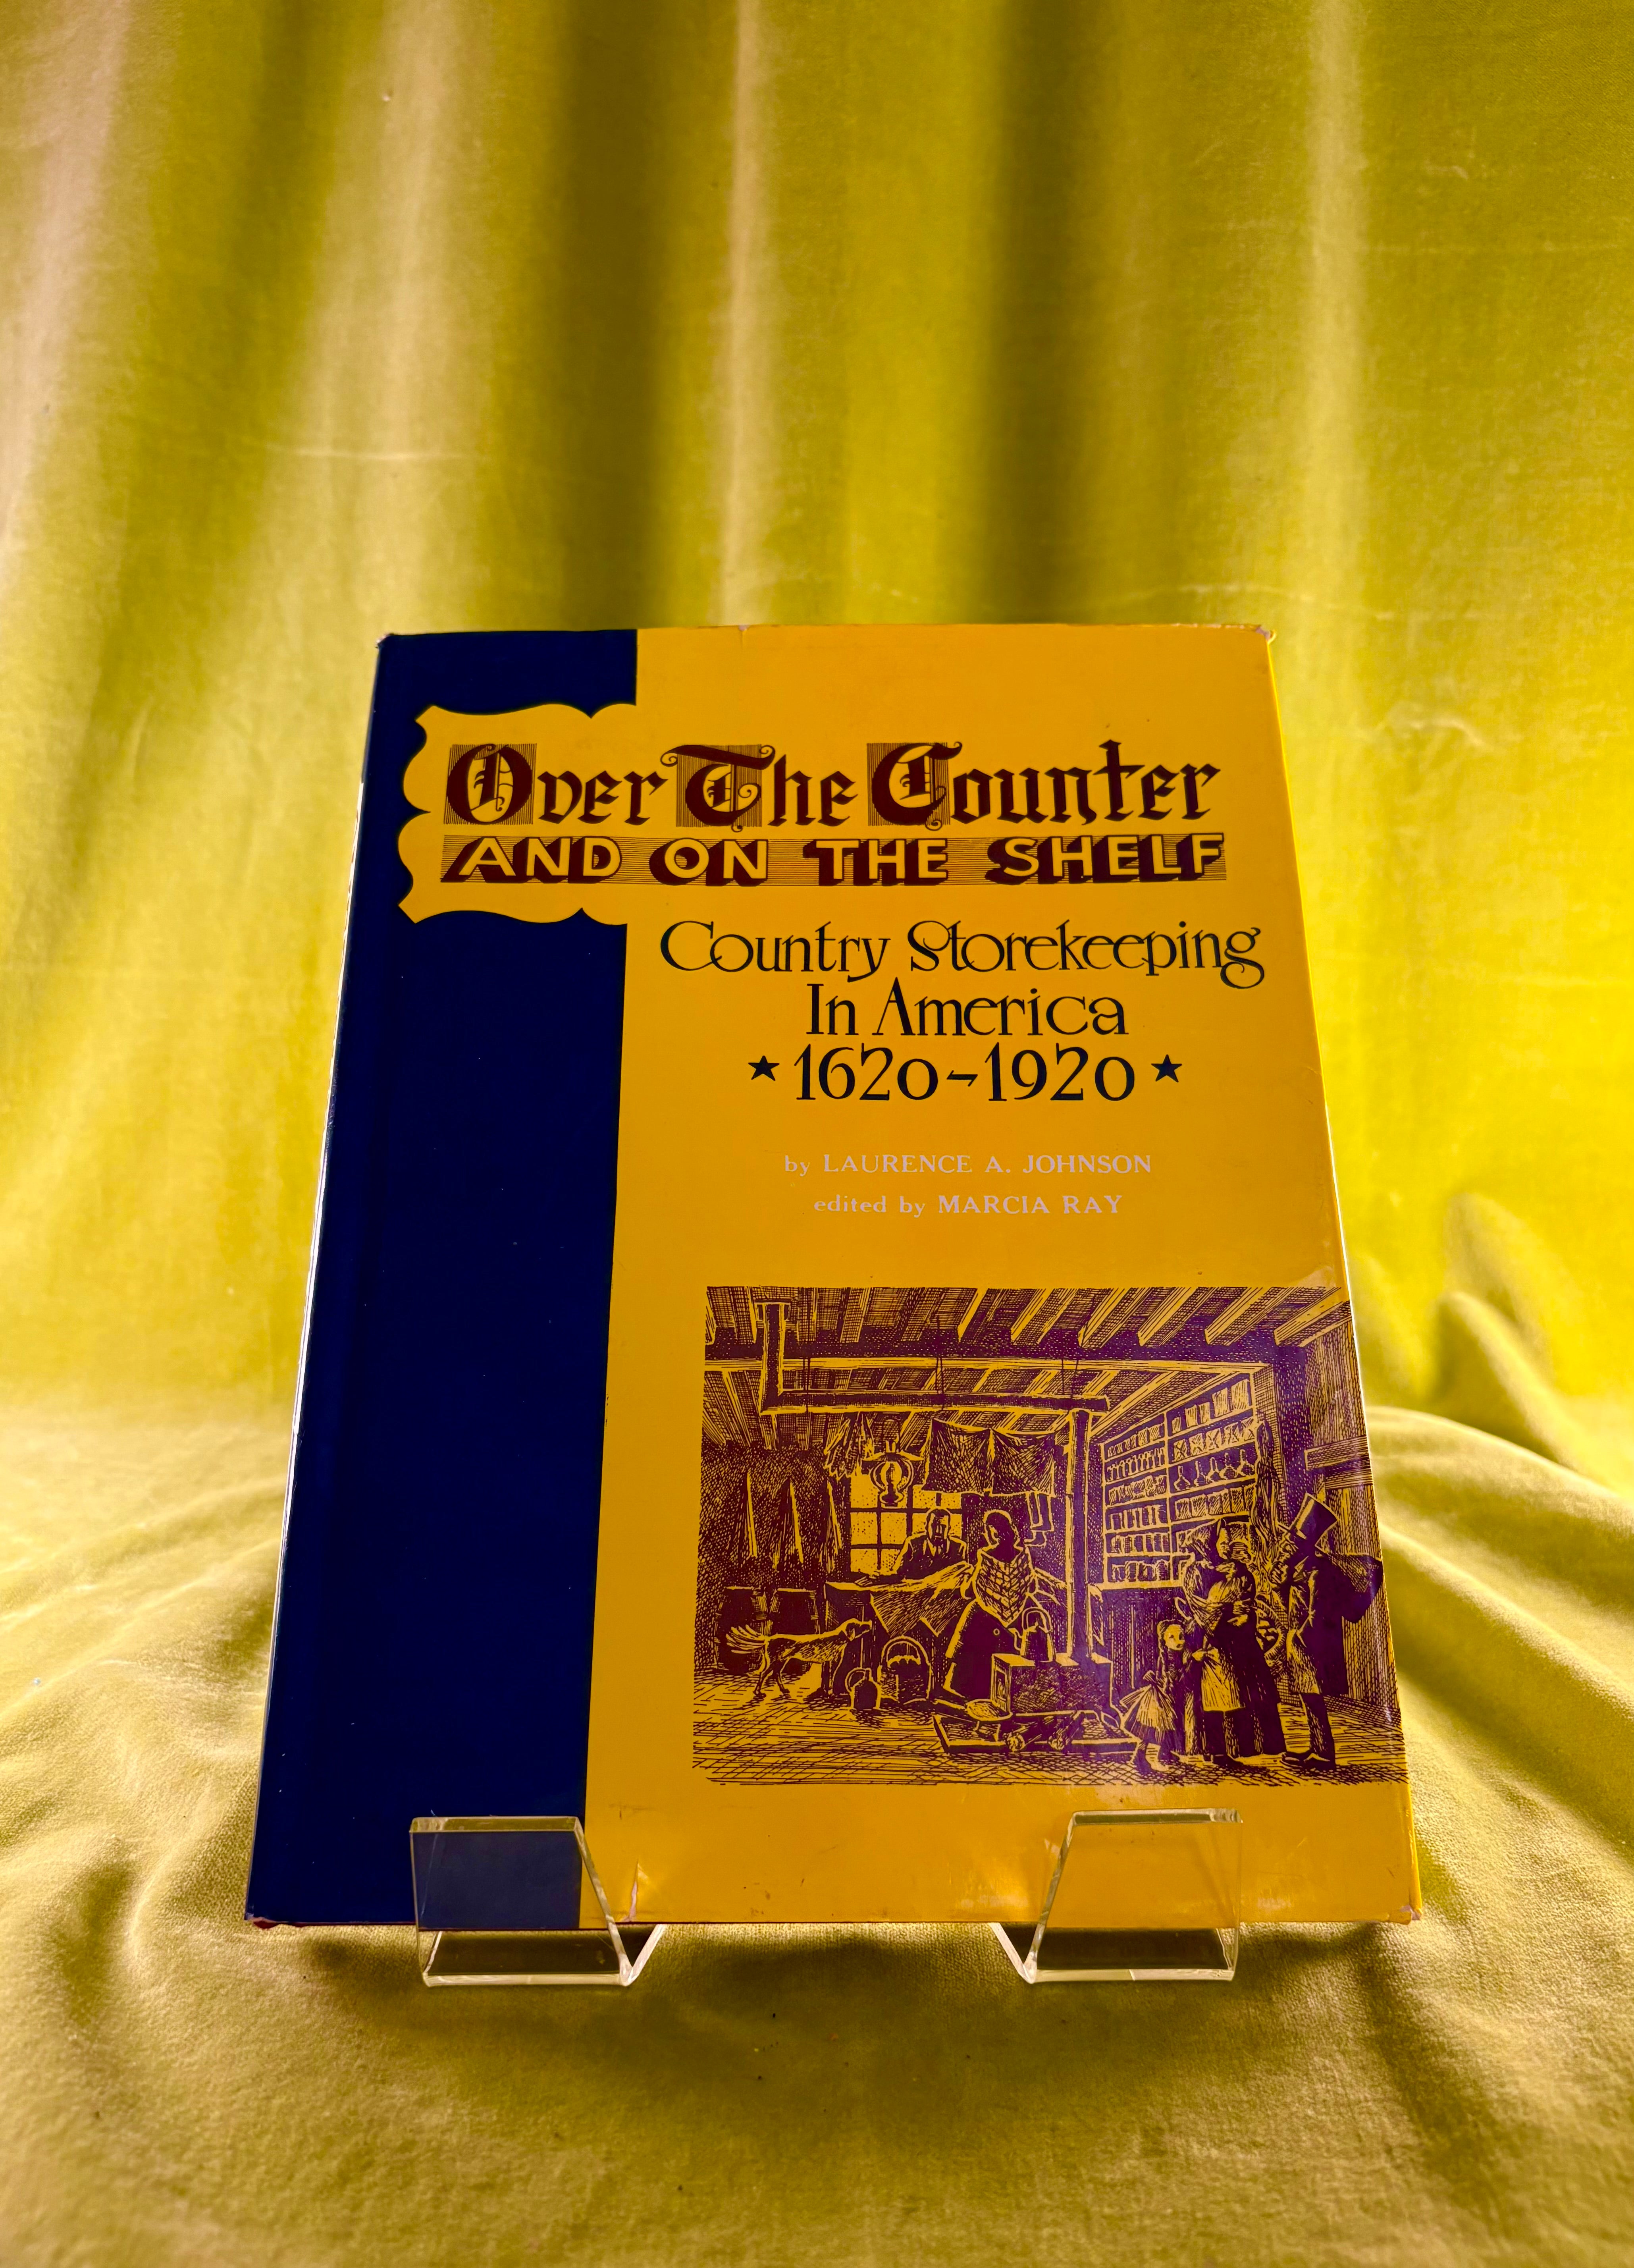 Over The Counter
AND ON THE SHELF
Country Storekeeping
In America
★ 1620-1920 ★
by LAURENCE A. JOHNSON
edited by MARCIA RAY